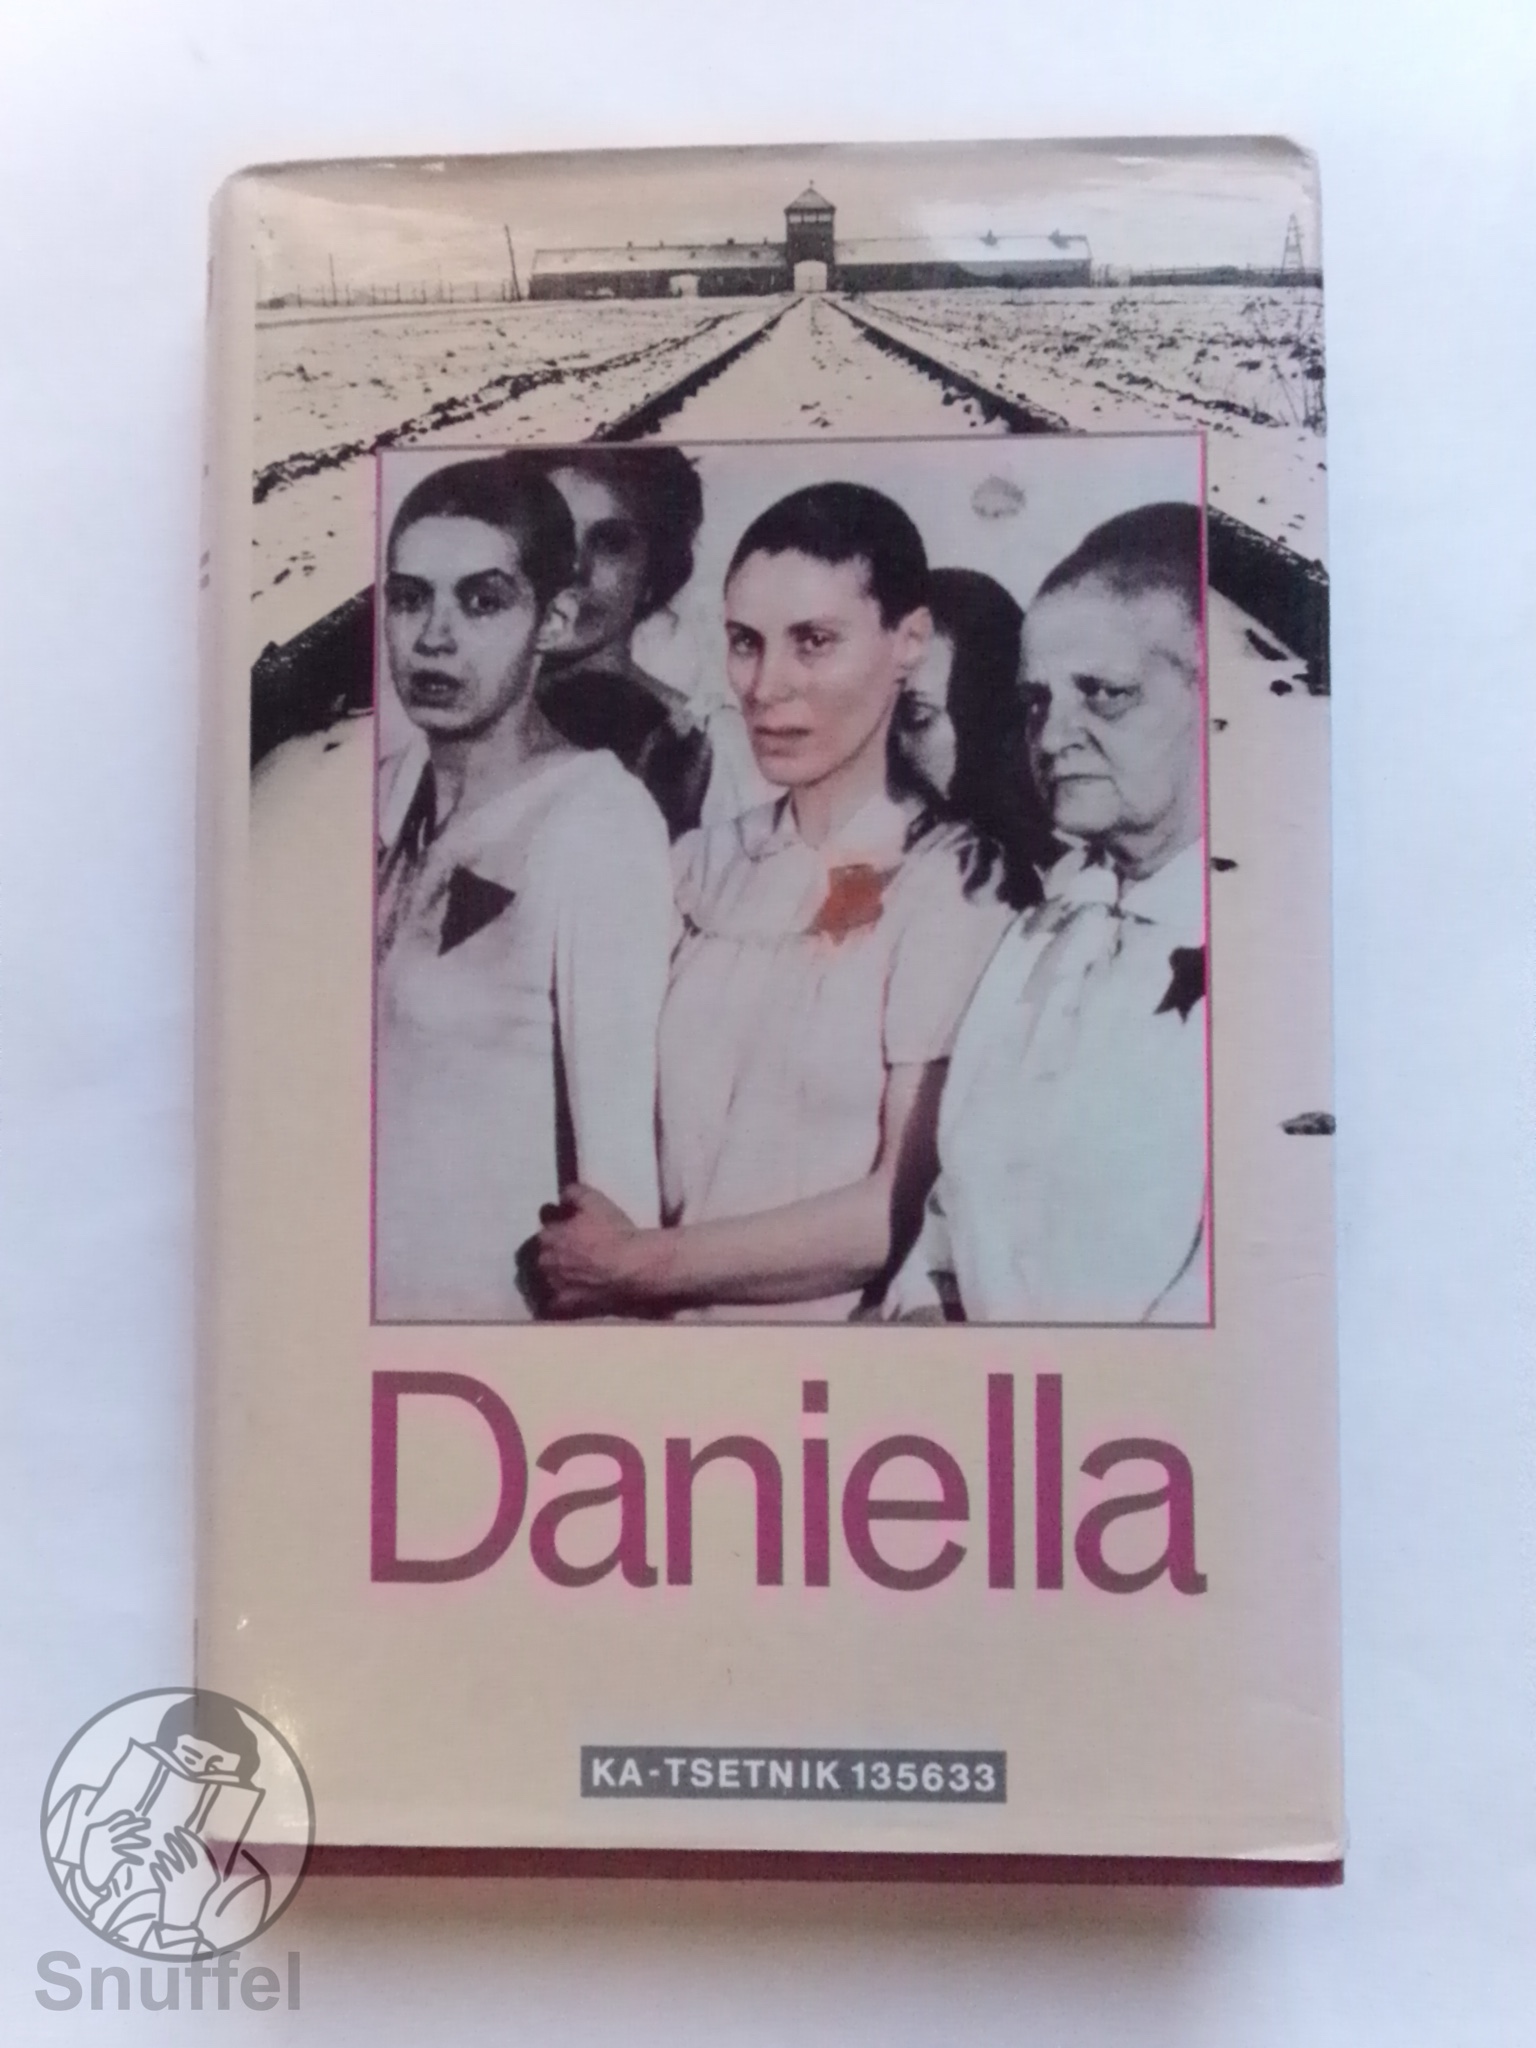 Daniella
KA-TSETNIK 135633
Snuffel